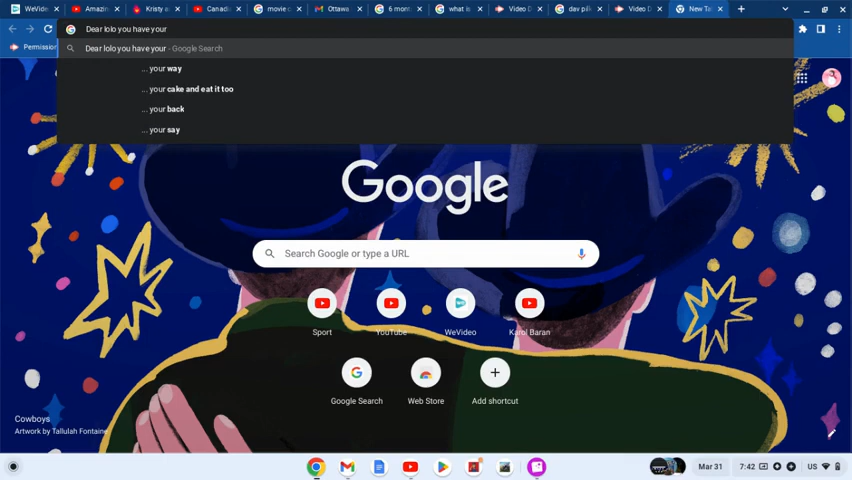 WeVide
Amazin
Kristy a
Canadi
movie c
Ottawa
6 mont
what is
Video D
dav pil
Video D
New Ta
Dear lolo you have your
Permission
Dear lolo you have your - Google Search
... your way
... your cake and eat it too
... your back
... your say
Google
Search Google or type a URL
Sport
YouTube
WeVideo
Karol Baran
Google Search
Web Store
Add shortcut
Cowboys
Artwork by Tallulah Fontaine
Mar 31
7:42
US